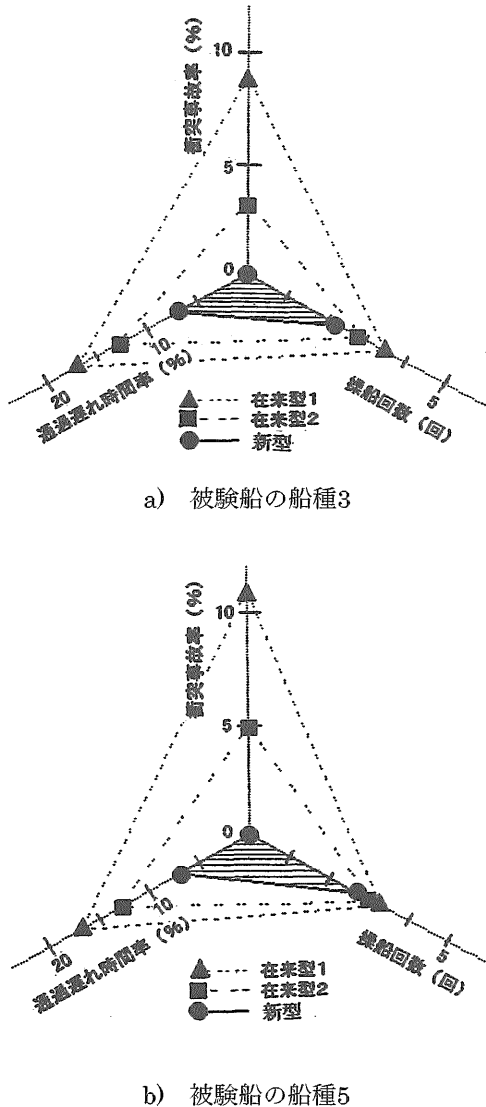 10
衝突事故率（%）
5
0
10
20
通過遅れ時間率（%）
5
操船回数（回）
在来型1
在来型2
新型
a) 被験船の船種3
10
衝突事故率（%）
5
0
10
20
通過遅れ時間率（%）
5
操船回数（回）
在来型1
在来型2
新型
b) 被験船の船種5